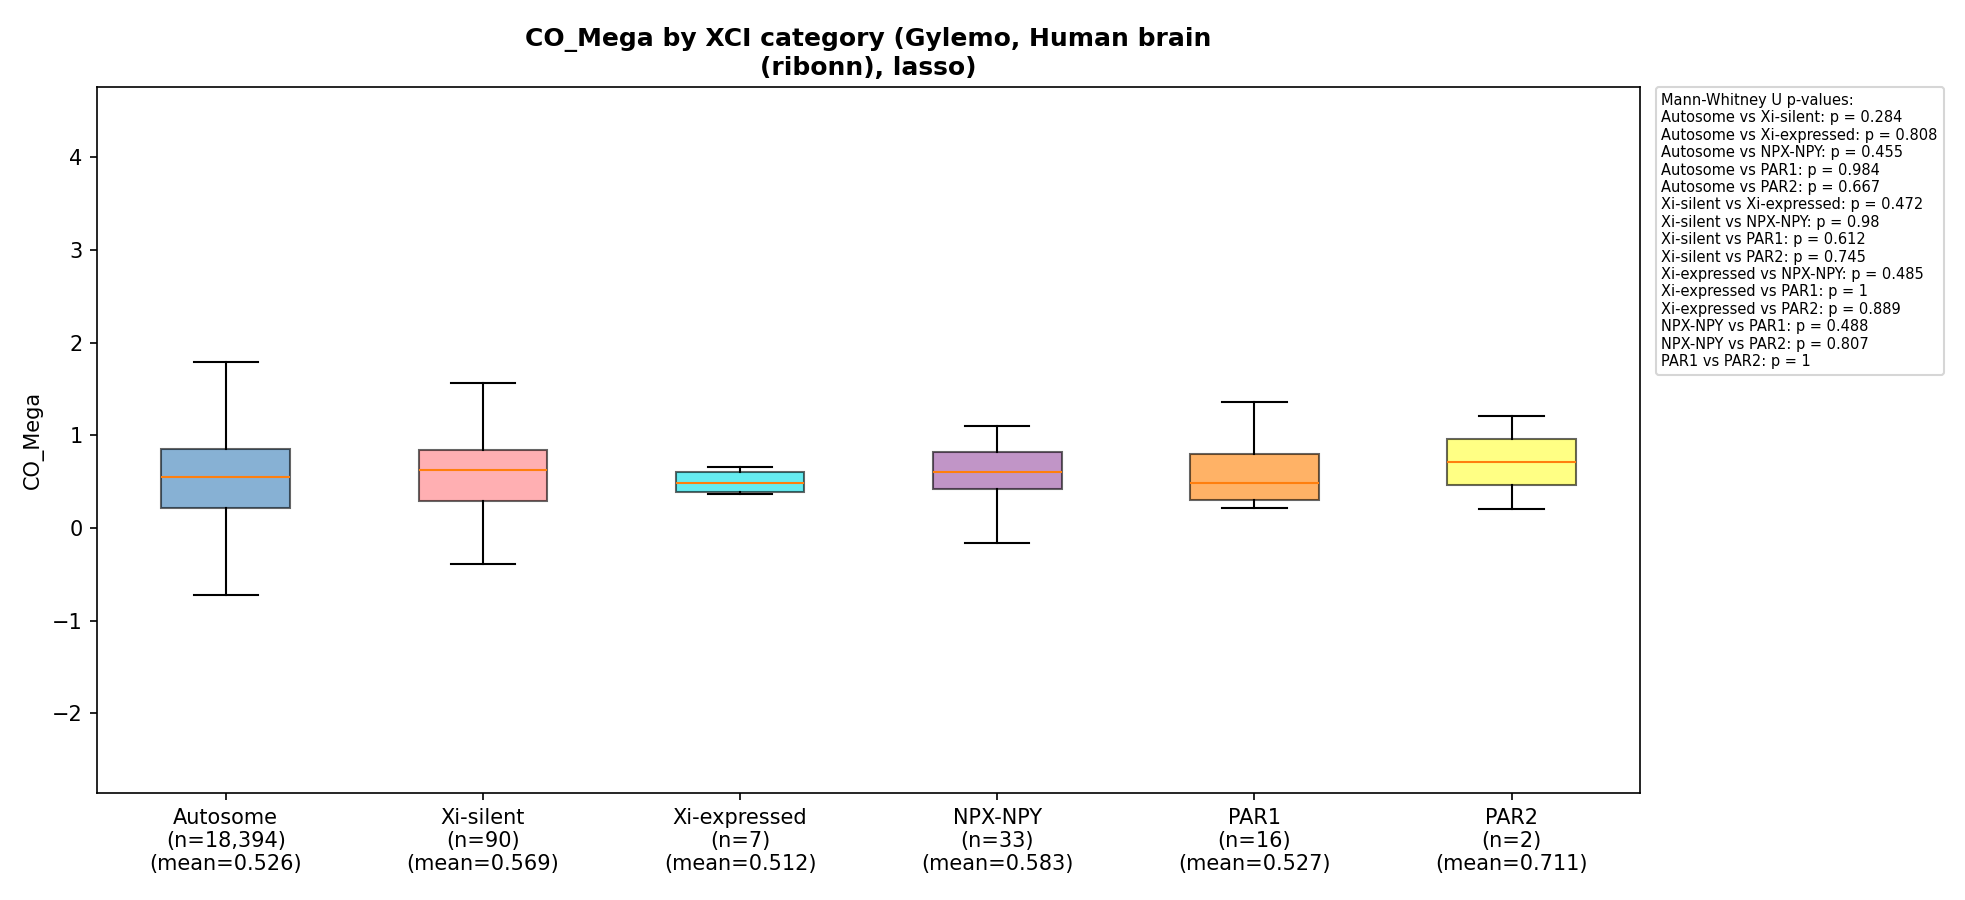 CO_Mega by XCI category (Gylemo, Human brain
(ribonn), lasso)
CO_Mega
4
3
2
1
0
−1
−2
Autosome
(n=18,394)
(mean=0.526)
Xi-silent
(n=90)
(mean=0.569)
Xi-expressed
(n=7)
(mean=0.512)
NPX-NPY
(n=33)
(mean=0.583)
PAR1
(n=16)
(mean=0.527)
PAR2
(n=2)
(mean=0.711)
Mann-Whitney U p-values:
Autosome vs Xi-silent: p = 0.284
Autosome vs Xi-expressed: p = 0.808
Autosome vs NPX-NPY: p = 0.455
Autosome vs PAR1: p = 0.984
Autosome vs PAR2: p = 0.667
Xi-silent vs Xi-expressed: p = 0.472
Xi-silent vs NPX-NPY: p = 0.98
Xi-silent vs PAR1: p = 0.612
Xi-silent vs PAR2: p = 0.745
Xi-expressed vs NPX-NPY: p = 0.485
Xi-expressed vs PAR1: p = 1
Xi-expressed vs PAR2: p = 0.889
NPX-NPY vs PAR1: p = 0.488
NPX-NPY vs PAR2: p = 0.807
PAR1 vs PAR2: p = 1